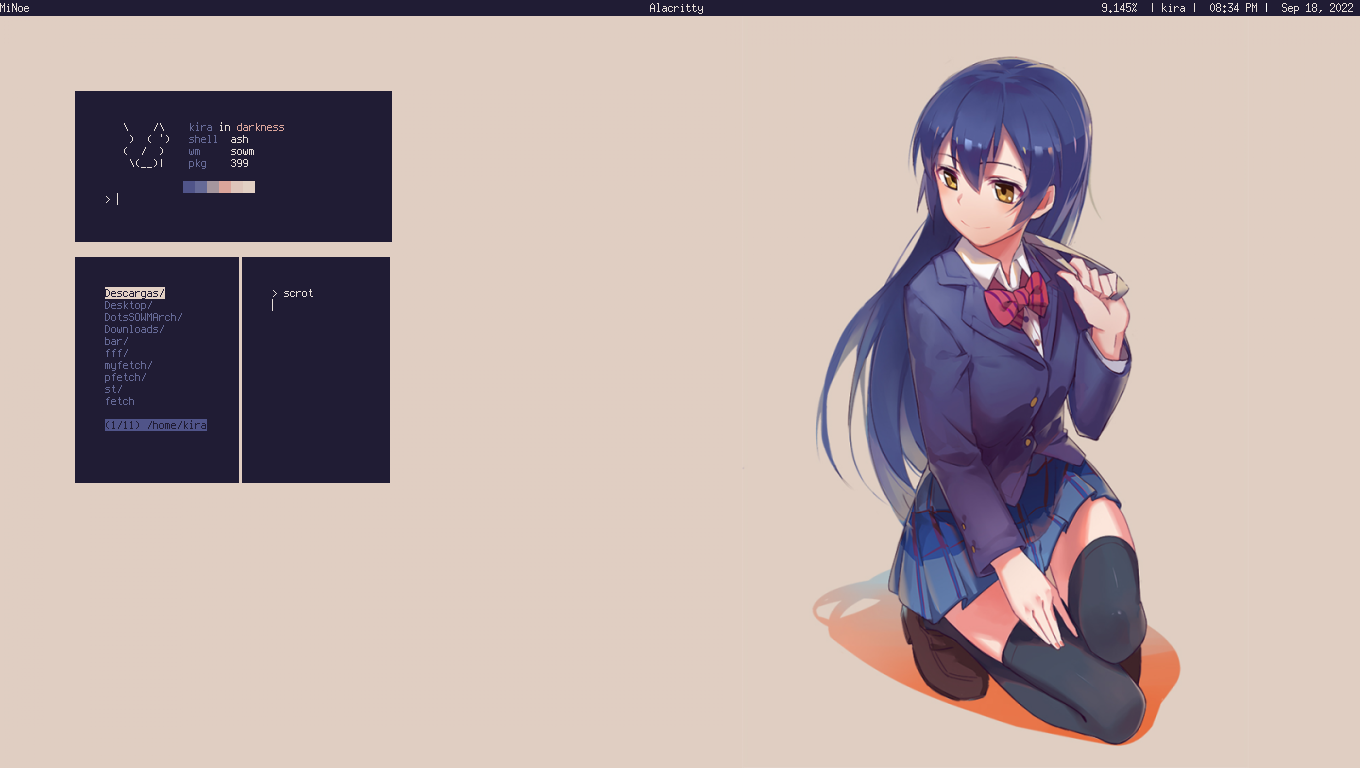 MiNoe Alacritty 9.145% | kira | 08:34 PM | Sep 18, 2022
\    /\   kira in darkness
 )  ( ')  shell  ash
(  /  )   wm     sowm
 \(__)|   pkg    399
>
Descargas/
Desktop/
DotsSOWMArch/
Downloads/
bar/
fff/
myfetch/
pfetch/
st/
fetch
(1/11) /home/kira
> scrot